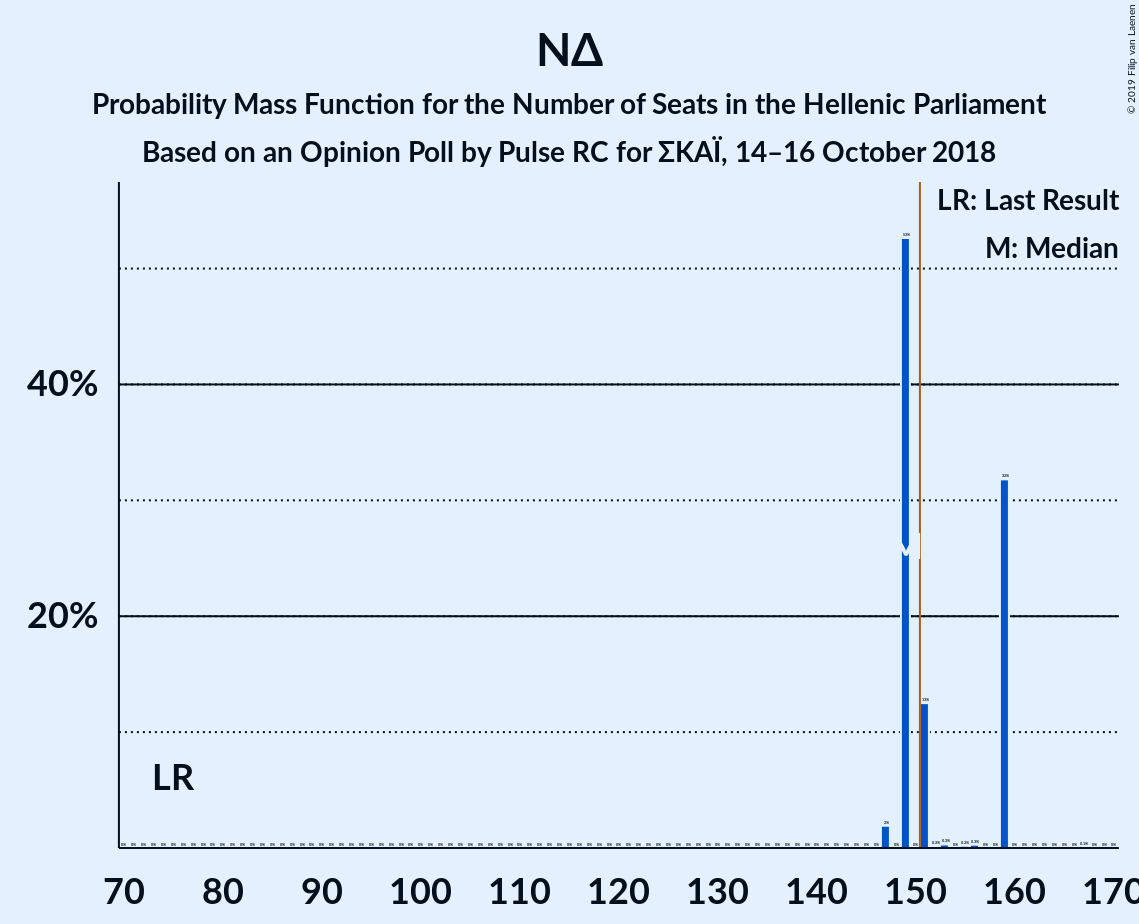 ΝΔ
Probability Mass Function for the Number of Seats in the Hellenic Parliament
Based on an Opinion Poll by Pulse RC for ΣΚΑΪ, 14–16 October 2018
© 2019 Filip van Laenen
LR: Last Result
M: Median
40%
20%
LR
M
70 80 90 100 110 120 130 140 150 160 170